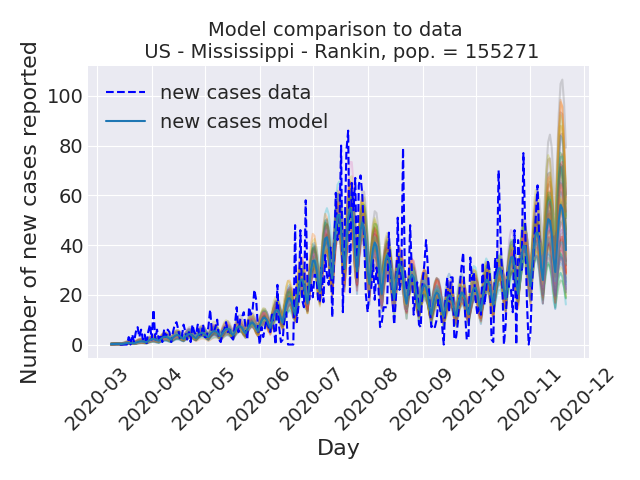 Model comparison to data
US - Mississippi - Rankin, pop. = 155271
new cases data
new cases model
Number of new cases reported
100
80
60
40
20
0
2020-03
2020-04
2020-05
2020-06
2020-07
2020-08
2020-09
2020-10
2020-11
2020-12
Day